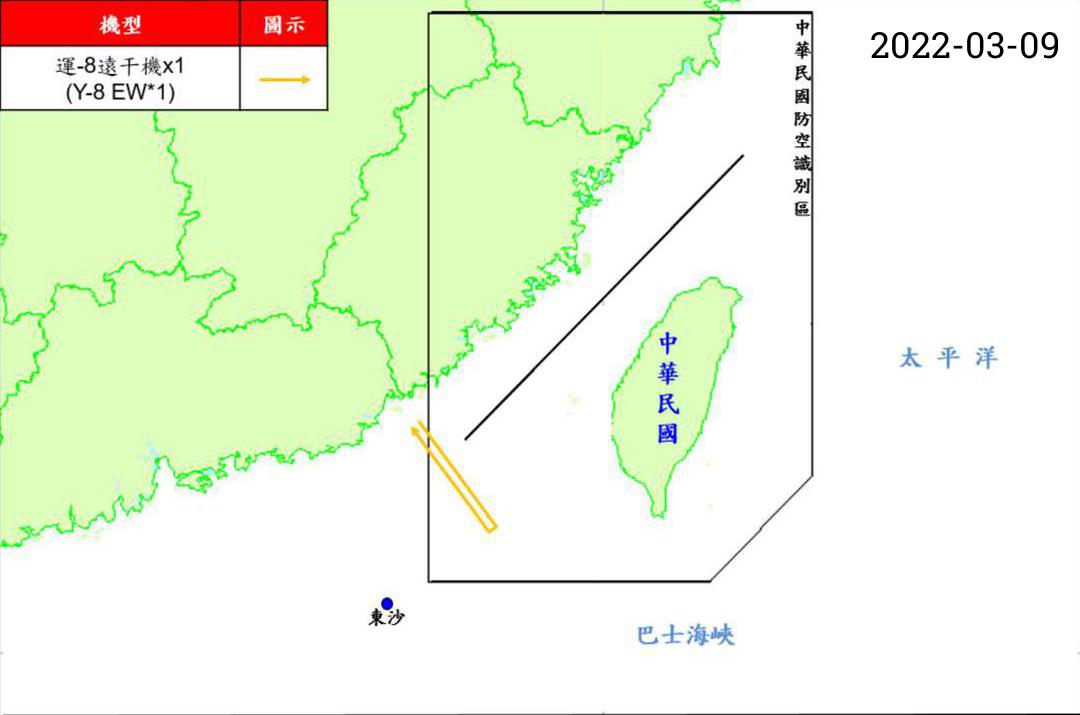 機型
圖示
運-8遠干機x1
(Y-8 EW*1)
2022-03-09
中華民國防空識別區
中華民國
太平洋
東沙
巴士海峽